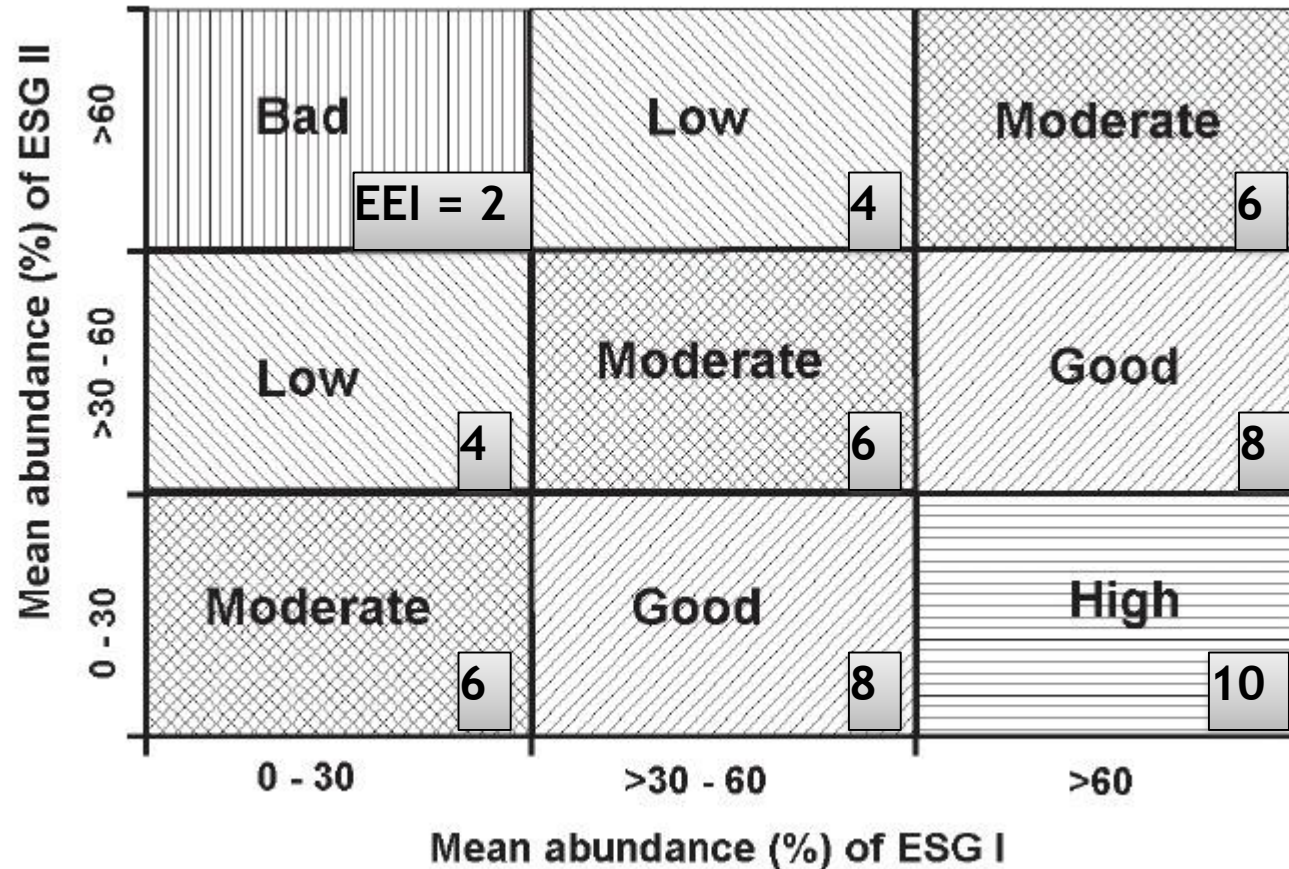 Mean abundance (%) of ESG II
>60
Bad
Low
Moderate
EEI = 2
4
6
>30 - 60
Low
Moderate
Good
4
6
8
0 - 30
Moderate
Good
High
6
8
10
0 - 30
>30 - 60
>60
Mean abundance (%) of ESG I